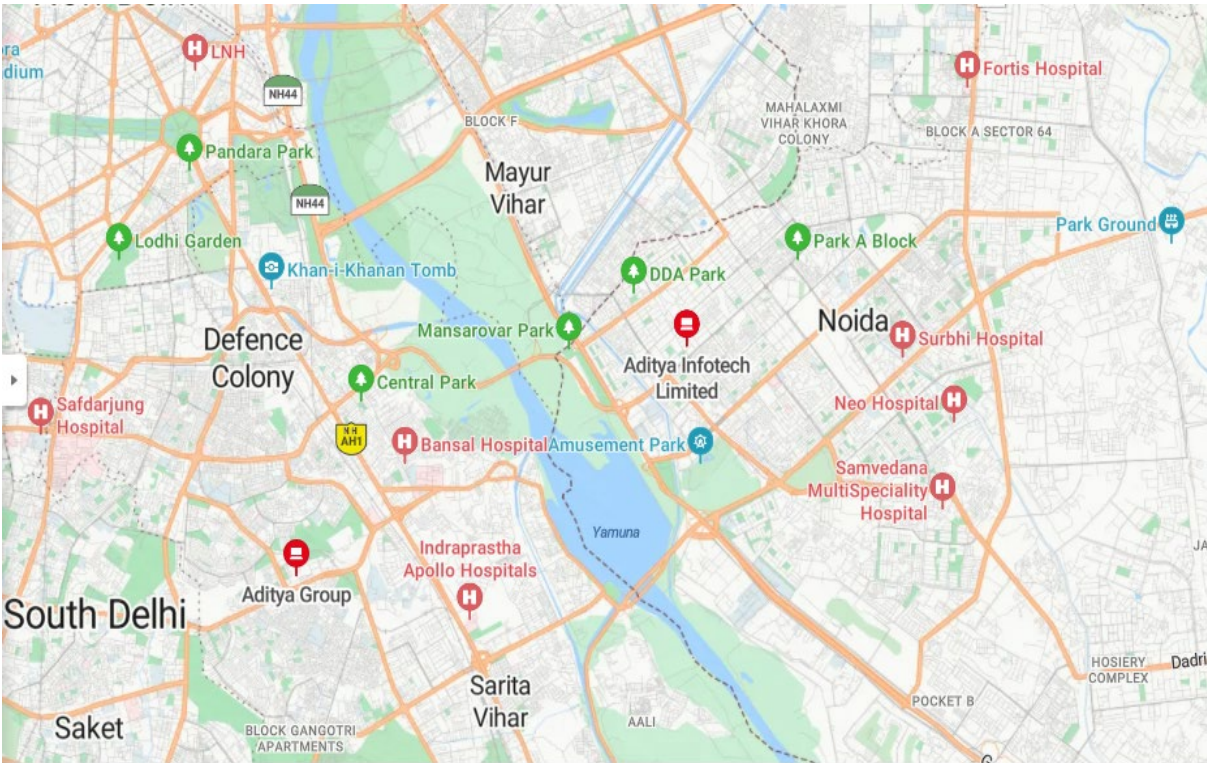 LNH
Fortis Hospital
NH44
MAHALAXMI
VIHAR KHORA
COLONY
BLOCK F
BLOCK A SECTOR 64
Pandara Park
Mayur
Vihar
NH44
Lodhi Garden
Park A Block
Park Ground
Khan-i-Khanan Tomb
DDA Park
Mansarovar Park
Noida
Defence
Colony
Surbhi Hospital
Aditya Infotech
Limited
Central Park
Safdarjung
Hospital
Neo Hospital
NH
AH1
Bansal Hospital
Amusement Park
Samvedana
MultiSpeciality
Hospital
Yamuna
Indraprastha
Apollo Hospitals
Aditya Group
South Delhi
HOSIERY
COMPLEX
Dadri
Sarita
Vihar
POCKET B
Saket
AALI
BLOCK GANGOTRI
APARTMENTS